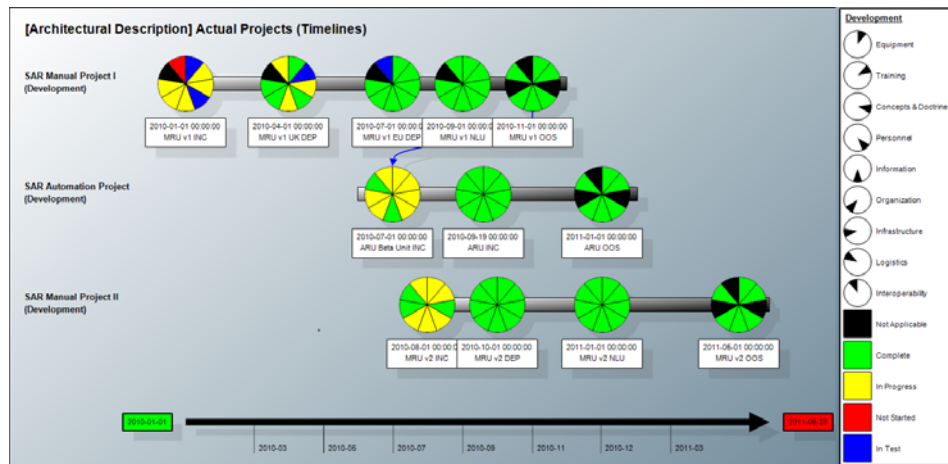 [Architectural Description] Actual Projects (Timelines)
SAR Manual Project I
(Development)
2010-01-01 00:00:00
MRU v1 INC
2010-04-01 00:00:00
MRU v1 UK DEP
2010-07-01 00:00:0
MRU v1 EU DEP
2010-09-01 00:00:0
MRU v1 NLU
2010-11-01 00:00:00
MRU v1 OOS
SAR Automation Project
(Development)
2010-07-01 00:00:00
ARU Beta Unit INC
2010-09-19 00:00:00
ARU INC
2011-01-01 00:00:00
ARU OOS
SAR Manual Project II
(Development)
2010-08-01 00:00:0
MRU v2 INC
2010-10-01 00:00:00
MRU v2 DEP
2011-01-01 00:00:00
MRU v2 NLU
2011-05-01 00:00:00
MRU v2 OOS
2010-01-01
2010-03
2010-05
2010-07
2010-09
2010-11
2011-01
2011-03
Development
Equipment
Training
Concepts & Doctrine
Personnel
Information
Organization
Infrastructure
Logistics
Interoperability
Not Applicable
Complete
In Progress
Not Started
In Test